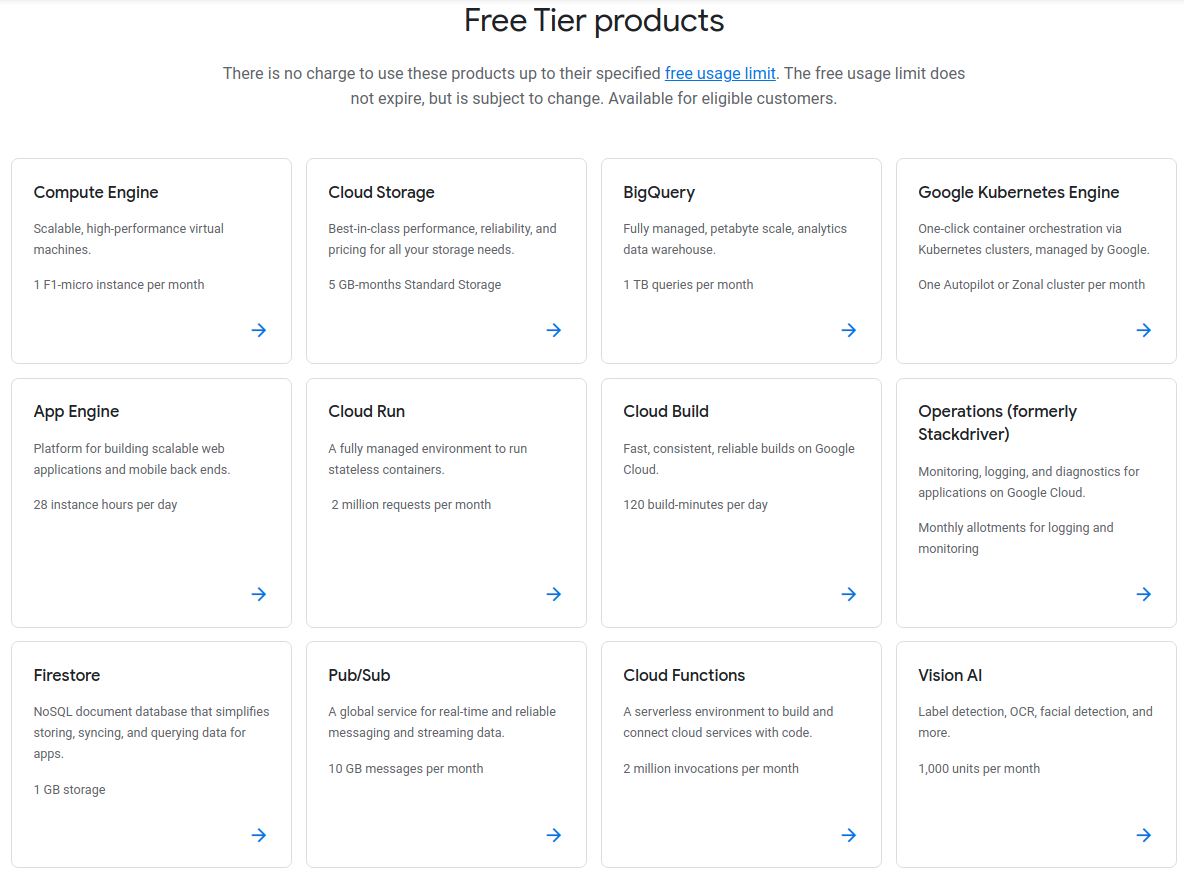 Free Tier products
There is no charge to use these products up to their specified free usage limit. The free usage limit does
not expire, but is subject to change. Available for eligible customers.
Compute Engine
Scalable, high-performance virtual
machines.
1 F1-micro instance per month
Cloud Storage
Best-in-class performance, reliability, and
pricing for all your storage needs.
5 GB-months Standard Storage
BigQuery
Fully managed, petabyte scale, analytics
data warehouse.
1 TB queries per month
Google Kubernetes Engine
One-click container orchestration via
Kubernetes clusters, managed by Google.
One Autopilot or Zonal cluster per month
App Engine
Platform for building scalable web
applications and mobile back ends.
28 instance hours per day
Cloud Run
A fully managed environment to run
stateless containers.
2 million requests per month
Cloud Build
Fast, consistent, reliable builds on Google
Cloud.
120 build-minutes per day
Operations (formerly
Stackdriver)
Monitoring, logging, and diagnostics for
applications on Google Cloud.
Monthly allotments for logging and
monitoring
Firestore
NoSQL document database that simplifies
storing, syncing, and querying data for
apps.
1 GB storage
Pub/Sub
A global service for real-time and reliable
messaging and streaming data.
10 GB messages per month
Cloud Functions
A serverless environment to build and
connect cloud services with code.
2 million invocations per month
Vision AI
Label detection, OCR, facial detection, and
more.
1,000 units per month